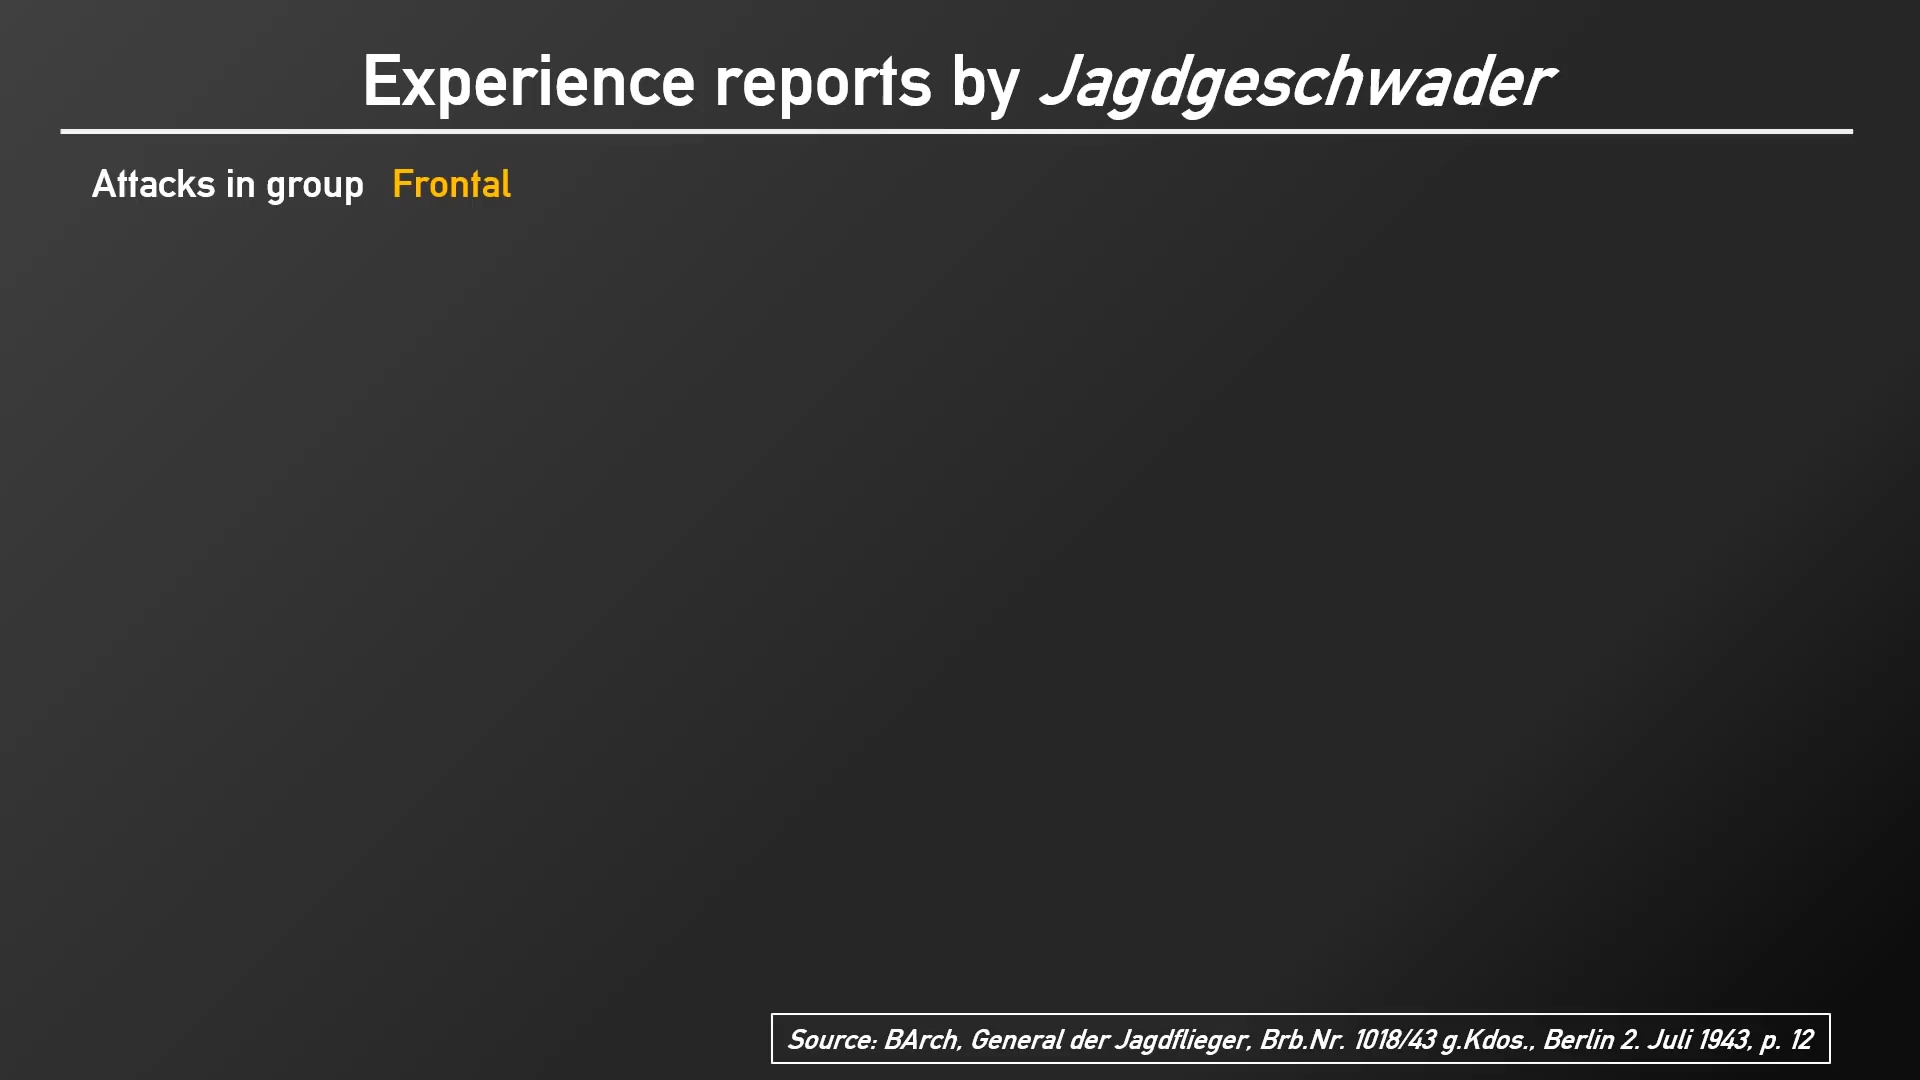 Experience reports by Jagdgeschwader
Attacks in group Frontal
Source: BArch, General der Jagdflieger, Brb.Nr. 1018/43 g.Kdos., Berlin 2. Juli 1943, p. 12